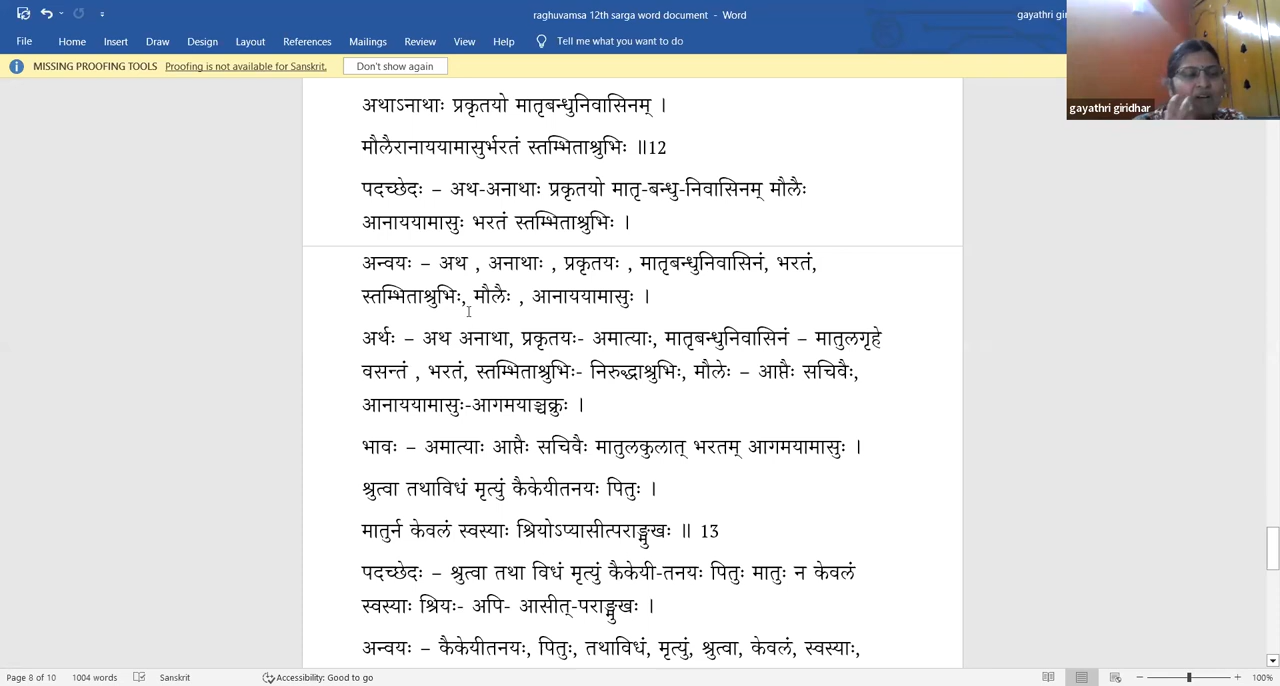 raghuvamsa 12th sarga word document - Word
gayathri gi
File Home Insert Draw Design Layout References Mailings Review View Help Tell me what you want to do
MISSING PROOFING TOOLS Proofing is not available for Sanskrit. Don't show again
gayathri giridhar
अथाऽनाथाः प्रकृतयो मातृबन्धुनिवासिनम् ।
मौलैरानाययामासुर्भरतं स्तम्भिताश्रुभिः ॥12
पदच्छेदः – अथ-अनाथाः प्रकृतयो मातृ-बन्धु-निवासिनम् मौलैः
आनाययामासुः भरतं स्तम्भिताश्रुभिः ।
अन्वयः – अथ , अनाथाः , प्रकृतयः , मातृबन्धुनिवासिनं, भरतं,
स्तम्भिताश्रुभिः, मौलैः , आनाययामासुः ।
अर्थः – अथ अनाथा, प्रकृतयः- अमात्याः, मातृबन्धुनिवासिनं – मातुलगृहे
वसन्तं , भरतं, स्तम्भिताश्रुभिः- निरुद्धाश्रुभिः, मौलेः – आप्तैः सचिवैः,
आनाययामासुः-आगमयाञ्चक्रुः ।
भावः – अमात्याः आप्तैः सचिवैः मातुलकुलात् भरतम् आगमयामासुः ।
श्रुत्वा तथाविधं मृत्युं कैकेयीतनयः पितुः ।
मातुर्न केवलं स्वस्याः श्रियोऽप्यासीत्पराङ्मुखः ॥ 13
पदच्छेदः – श्रुत्वा तथा विधं मृत्युं कैकेयी-तनयः पितुः मातुः न केवलं
स्वस्याः श्रियः- अपि- आसीत्-पराङ्मुखः ।
अन्वयः – कैकेयीतनयः, पितुः, तथाविधं, मृत्युं, श्रुत्वा, केवलं, स्वस्याः,
Page 8 of 10 1004 words Sanskrit Accessibility: Good to go 100%